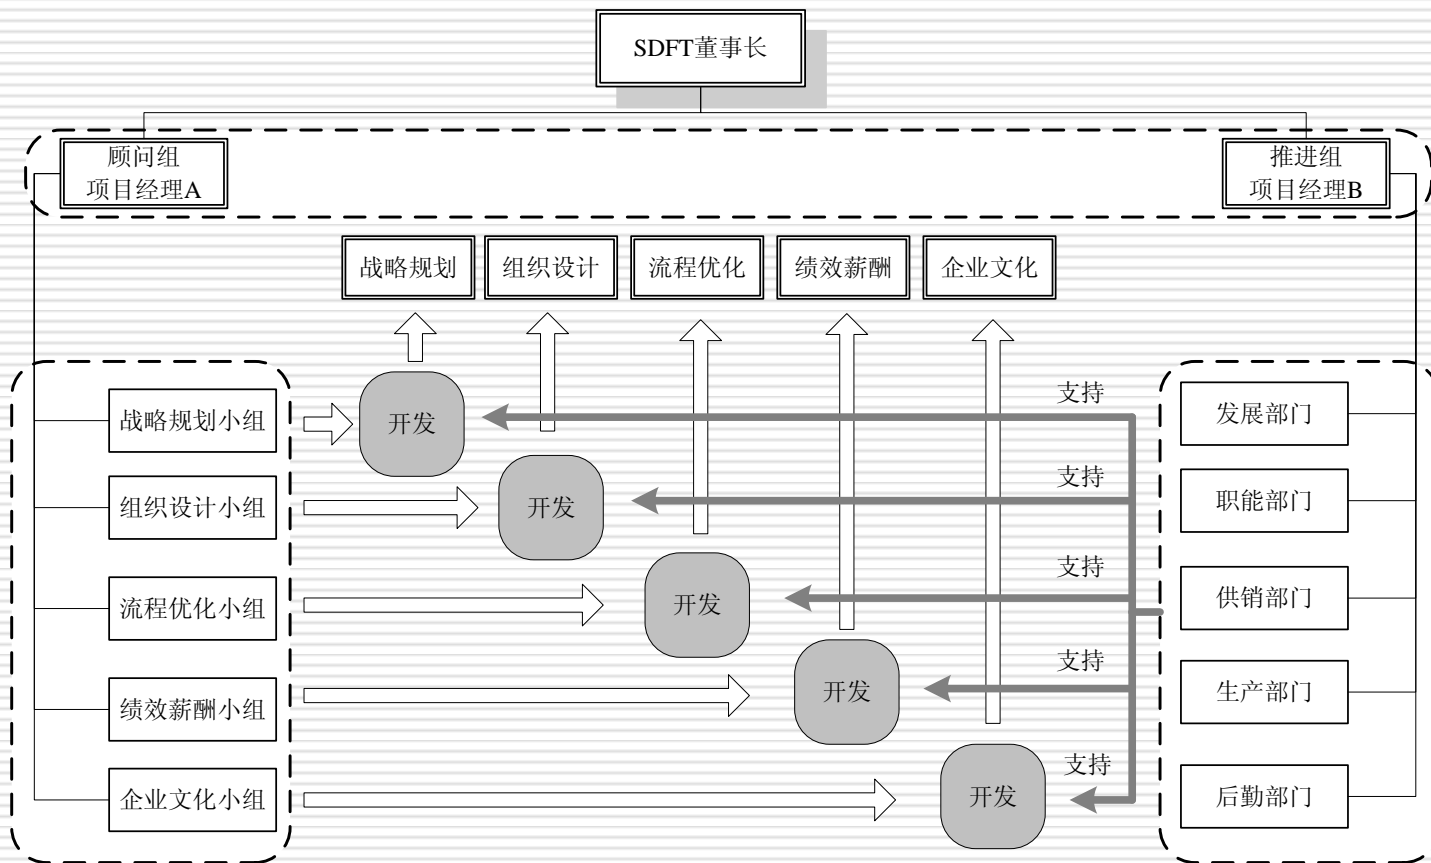 SDFT董事长
顾问组
项目经理A
推进组
项目经理B
战略规划
组织设计
流程优化
绩效薪酬
企业文化
战略规划小组
开发
支持
发展部门
组织设计小组
开发
支持
职能部门
流程优化小组
开发
支持
供销部门
绩效薪酬小组
开发
支持
生产部门
企业文化小组
开发
支持
后勤部门